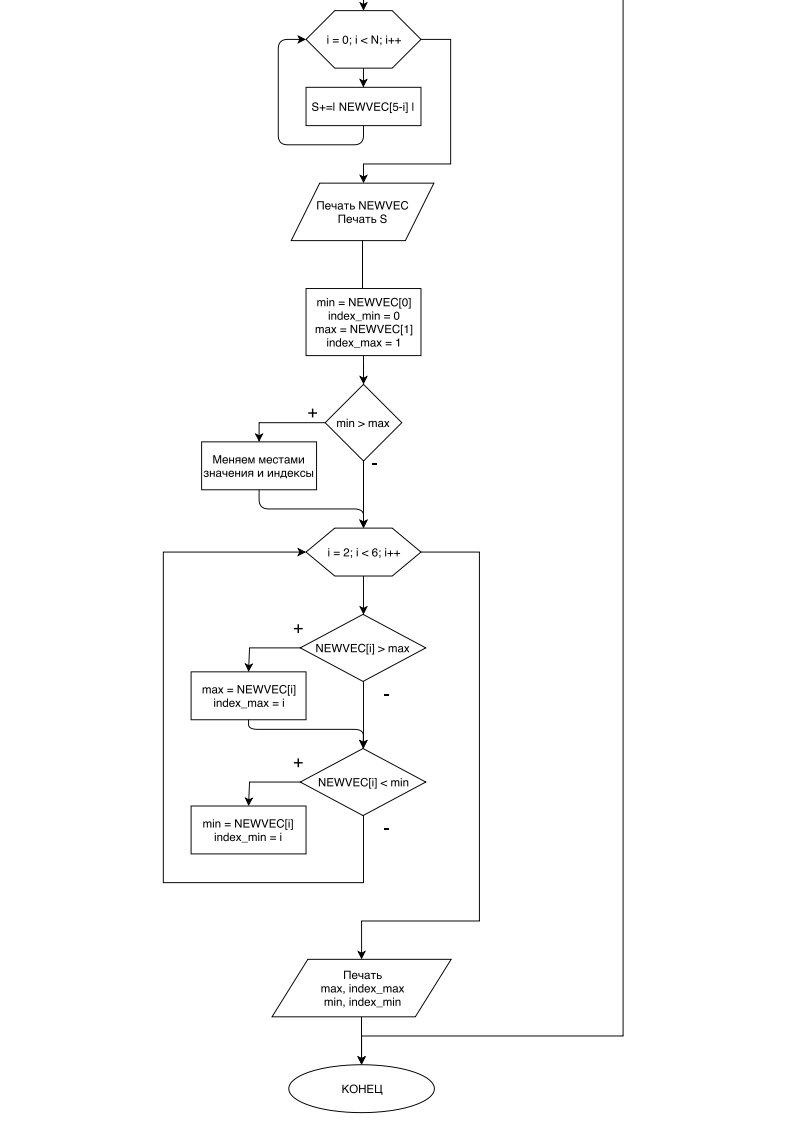 i = 0; i < N; i++
S+=| NEWVEC[5-i] |
Печать NEWVEC
Печать S
min = NEWVEC[0]
index_min = 0
max = NEWVEC[1]
index_max = 1
min > max
+
-
Меняем местами
значения и индексы
i = 2; i < 6; i++
+
NEWVEC[i] > max
-
max = NEWVEC[i]
index_max = i
+
NEWVEC[i] < min
-
min = NEWVEC[i]
index_min = i
Печать
max, index_max
min, index_min
КОНЕЦ